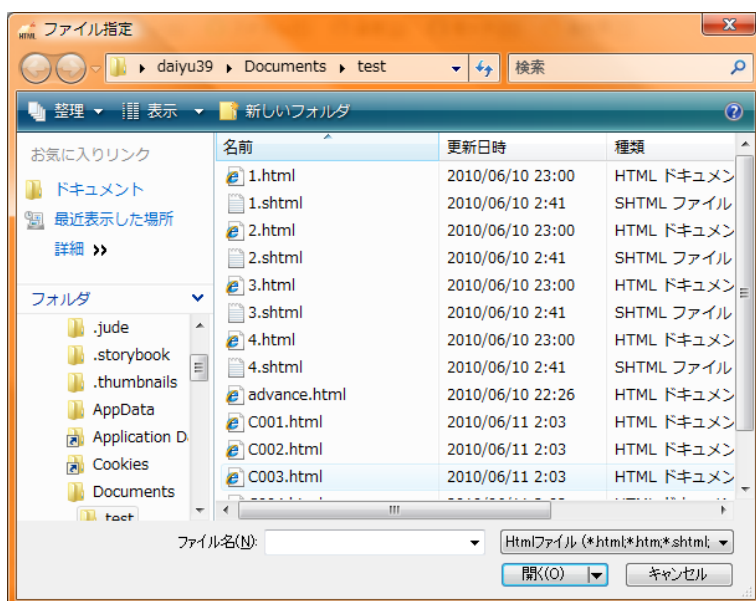 HTML ファイル指定
daiyu39 Documents test 検索
整理 表示 新しいフォルダ
お気に入りリンク
ドキュメント
最近表示した場所
詳細 »
フォルダ
.jude
.storybook
.thumbnails
AppData
Application D
Cookies
Documents
test
名前 更新日時 種類
1.html 2010/06/10 23:00 HTML ドキュメン
1.shtml 2010/06/10 2:41 SHTML ファイル
2.html 2010/06/10 23:00 HTML ドキュメン
2.shtml 2010/06/10 2:41 SHTML ファイル
3.html 2010/06/10 23:00 HTML ドキュメン
3.shtml 2010/06/10 2:41 SHTML ファイル
4.html 2010/06/10 23:00 HTML ドキュメン
4.shtml 2010/06/10 2:41 SHTML ファイル
advance.html 2010/06/10 22:26 HTML ドキュメン
C001.html 2010/06/11 2:03 HTML ドキュメン
C002.html 2010/06/11 2:03 HTML ドキュメン
C003.html 2010/06/11 2:03 HTML ドキュメン
ファイル名(N): Htmlファイル (*.html;*.htm;*.shtml;
開く(O) キャンセル